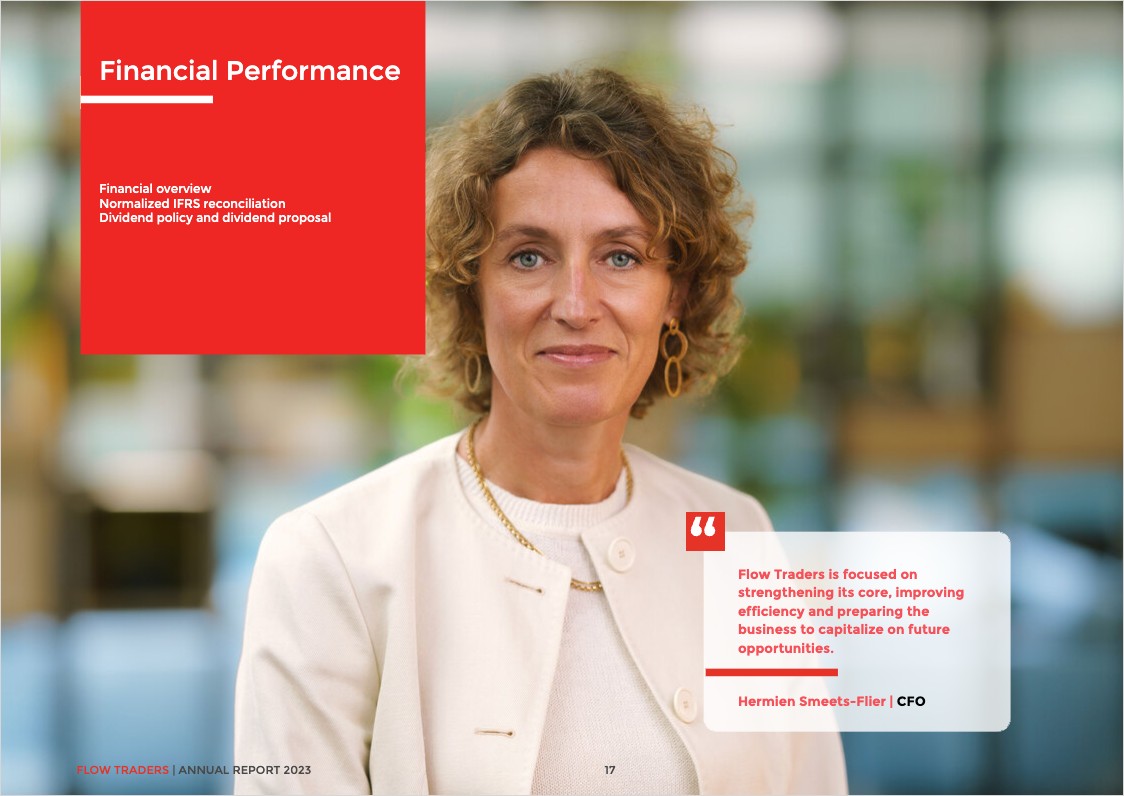 Financial Performance
Financial overview
Normalized IFRS reconciliation
Dividend policy and dividend proposal
“
Flow Traders is focused on
strengthening its core, improving
efficiency and preparing the
business to capitalize on future
opportunities.
Hermien Smeets-Flier | CFO
FLOW TRADERS | ANNUAL REPORT 2023
17